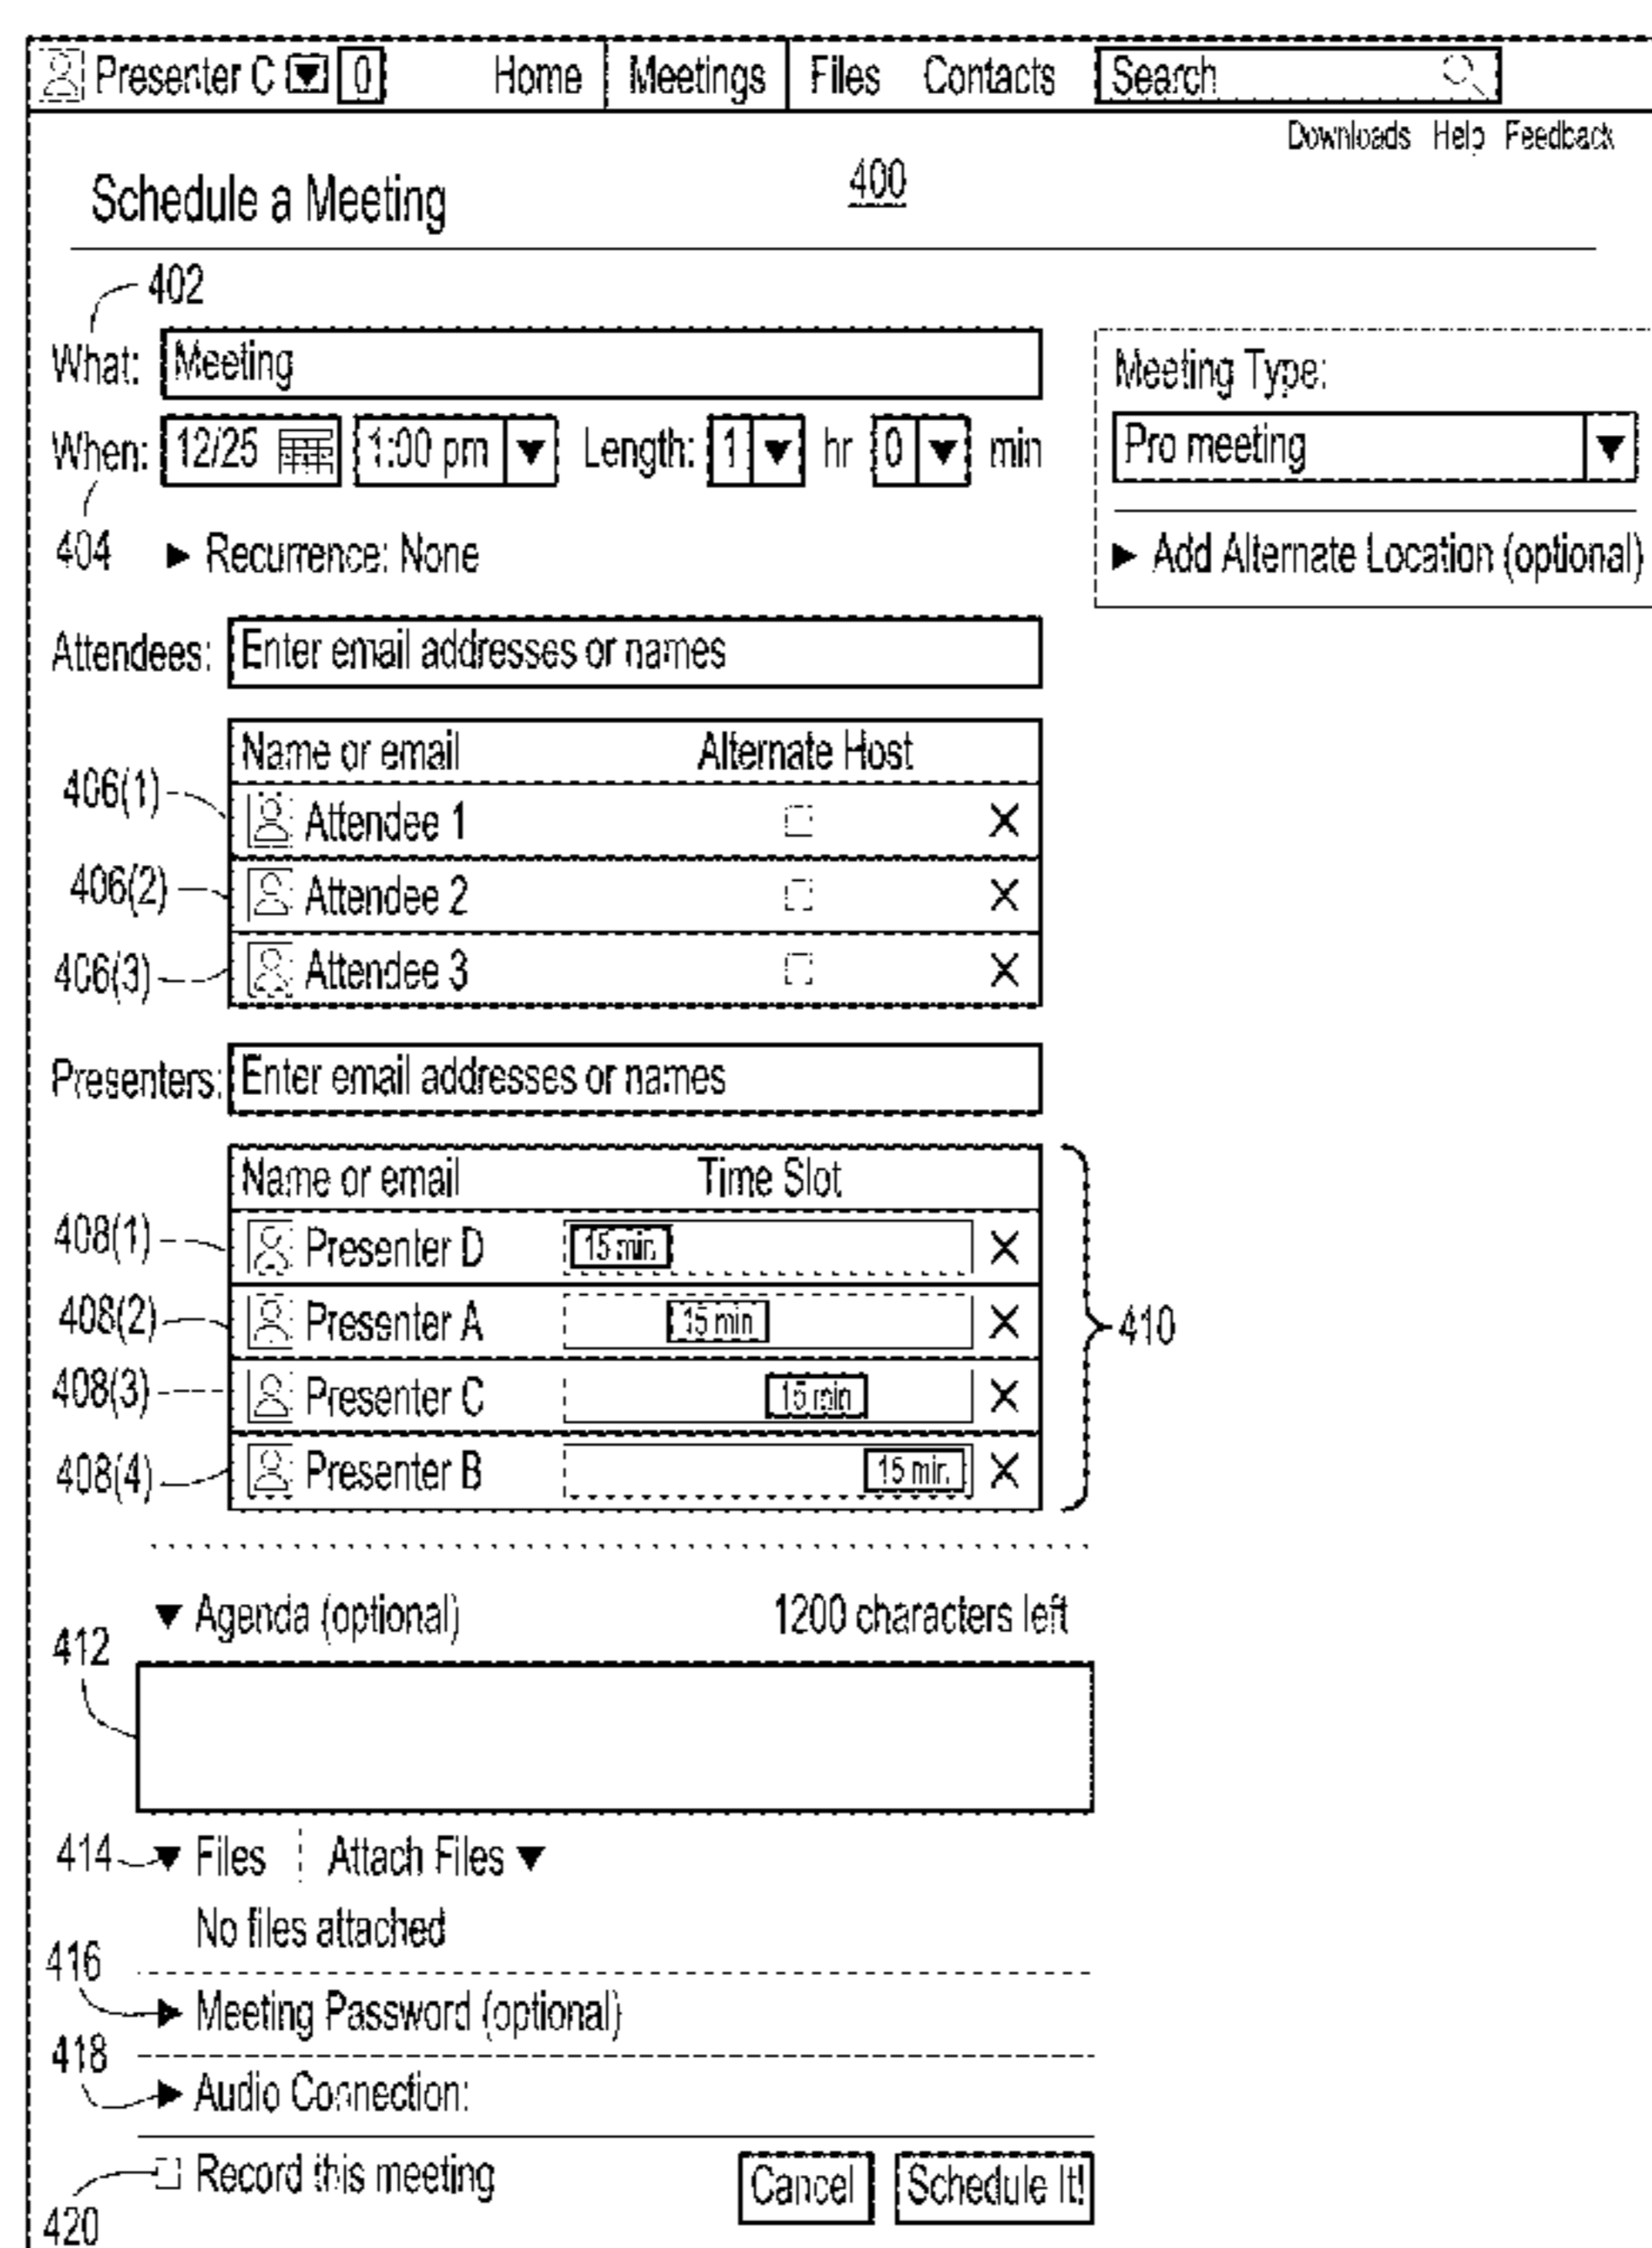 Presenter C 0 Home Meetings Files Contacts Search
Downloads Help Feedback
Schedule a Meeting 400
402
What: Meeting
Meeting Type:
When: 12/25 1:00 pm Length: 1 hr 0 min
Pro meeting
404 Recurrence: None
Add Alternate Location (optional)
Attendees: Enter email addresses or names
Name or email Alternate Host
406(1) Attendee 1
406(2) Attendee 2
406(3) Attendee 3
Presenters: Enter email addresses or names
Name or email Time Slot
408(1) Presenter D 15 min
408(2) Presenter A 15 min
410
408(3) Presenter C 15 min
408(4) Presenter B 15 min
Agenda (optional) 1200 characters left
412
414 Files Attach Files
No files attached
416
Meeting Password (optional)
418
Audio Connection:
Record this meeting Cancel Schedule It!
420